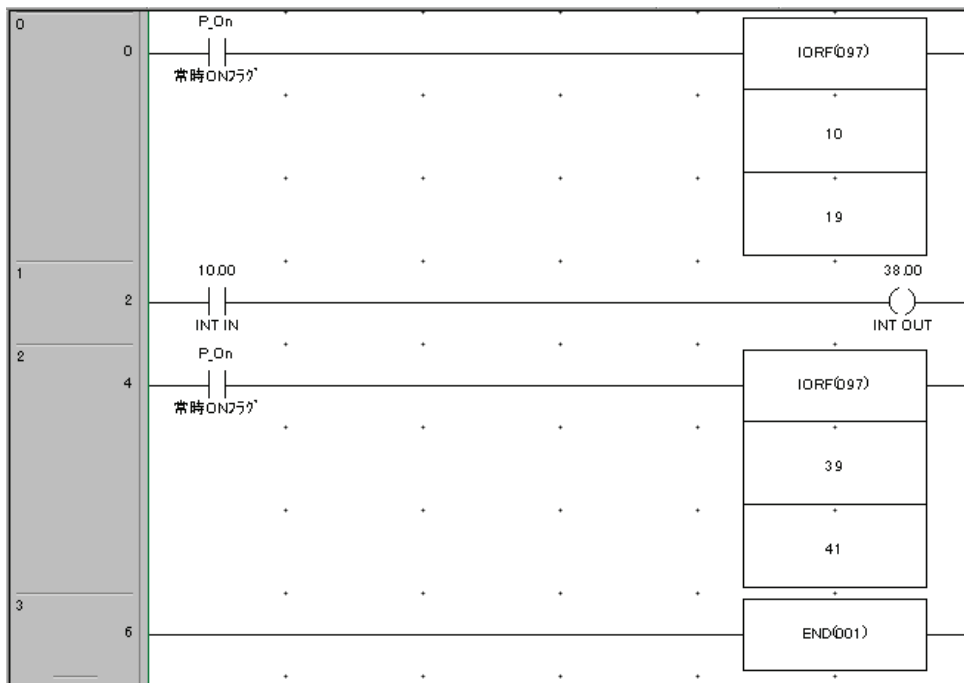 0
P_On
0
IORF(097)
常時ONﾌﾗｸﾞ
10
19
1
10.00
38.00
2
INT IN
INT OUT
2
P_On
4
IORF(097)
常時ONﾌﾗｸﾞ
39
41
3
6
END(001)